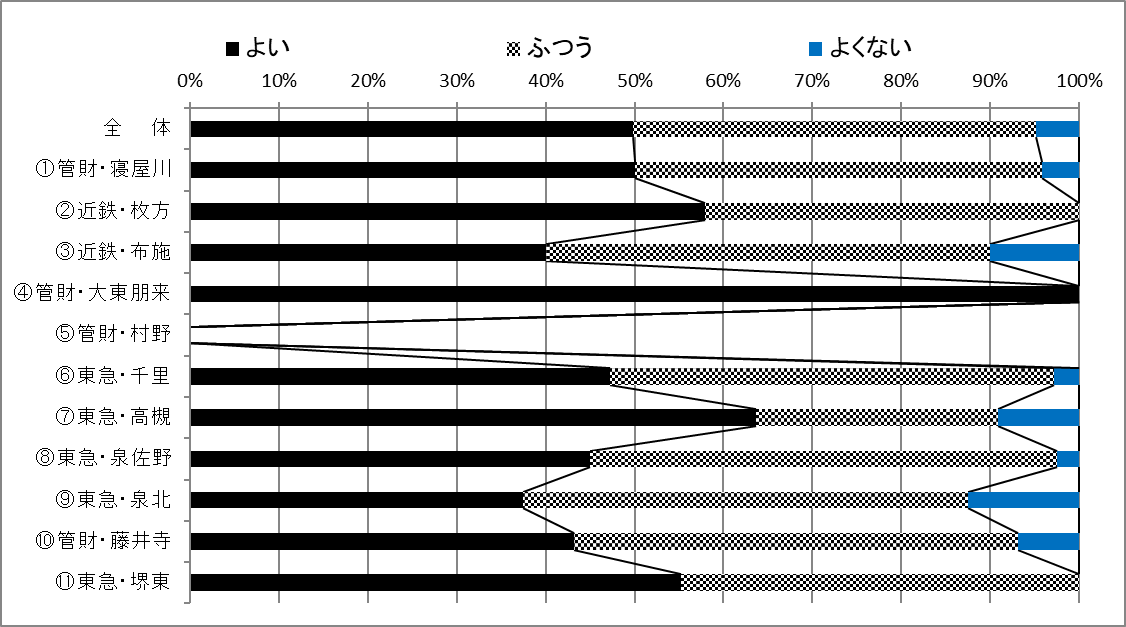 よい ふつう よくない
0% 10% 20% 30% 40% 50% 60% 70% 80% 90% 100%
全 体
①管財・寝屋川
②近鉄・枚方
③近鉄・布施
④管財・大東朋来
⑤管財・村野
⑥東急・千里
⑦東急・高槻
⑧東急・泉佐野
⑨東急・泉北
⑩管財・藤井寺
⑪東急・堺東